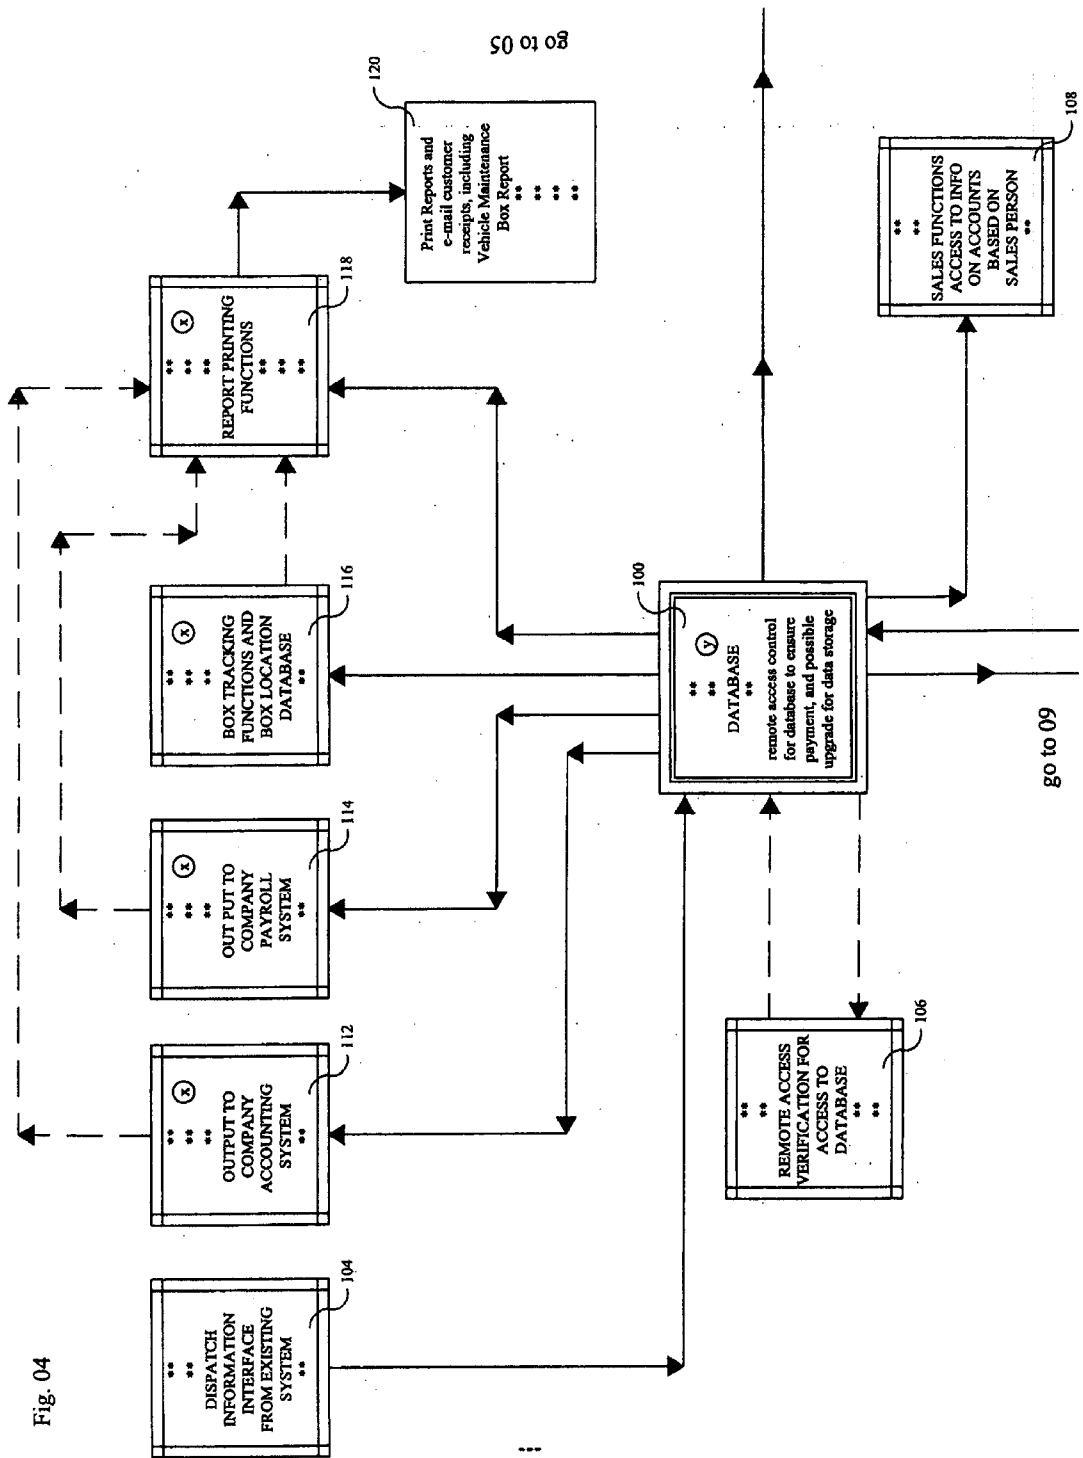 Fig. 04
**
**
DISPATCH
INFORMATION
INTERFACE
FROM EXISTING
SYSTEM
**
104
**
** x
**
OUTPUT TO
COMPANY
ACCOUNTING
SYSTEM
**
112
**
** x
**
OUT PUT TO
COMPANY
PAYROLL
SYSTEM
**
114
**
** x
**
BOX TRACKING
FUNCTIONS AND
BOX LOCATION
DATABASE
**
116
**
** x
**
REPORT PRINTING
FUNCTIONS
**
**
**
118
Print Reports and
e-mail customer
receipts, including
Vehicle Maintenance
Box Report
**
**
**
**
120
go to 05
**
**
REMOTE ACCESS
VERIFICATION FOR
ACCESS TO
DATABASE
**
**
106
**
** y
DATABASE
**
remote access control
for database to ensure
payment, and possible
upgrade for data storage
100
**
**
SALES FUNCTIONS
ACCESS TO INFO
ON ACCOUNTS
BASED ON
SALES PERSON
**
108
go to 09
---